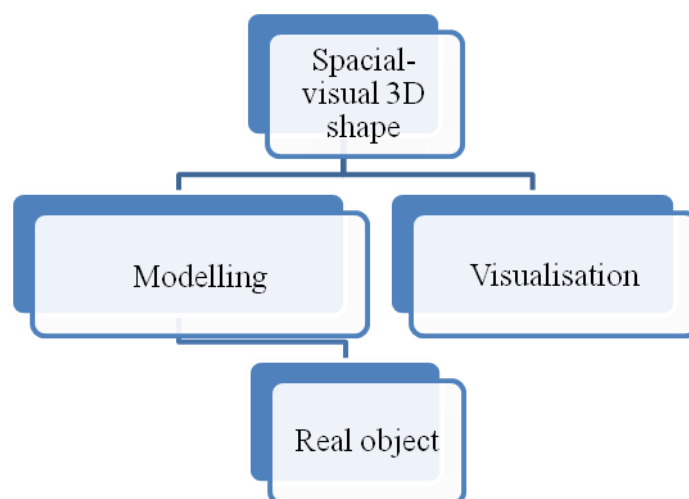 Spacial-
visual 3D
shape
Modelling
Visualisation
Real object